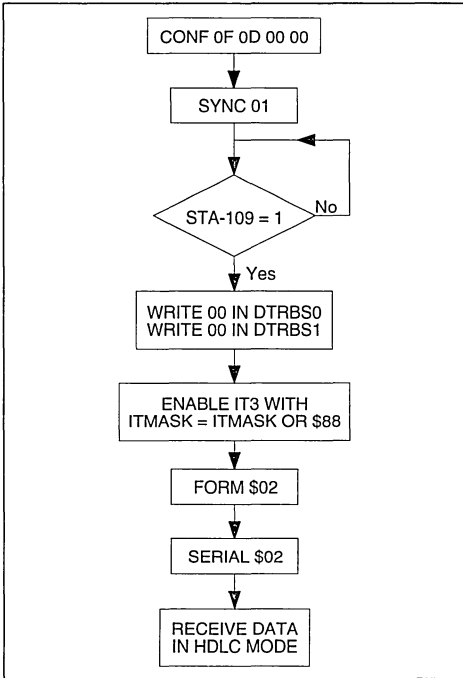 CONF 0F 0D 00 00
SYNC 01
STA-109 = 1
No
Yes
WRITE 00 IN DTRBS0
WRITE 00 IN DTRBS1
ENABLE IT3 WITH
ITMASK = ITMASK OR $88
FORM $02
SERIAL $02
RECEIVE DATA
IN HDLC MODE